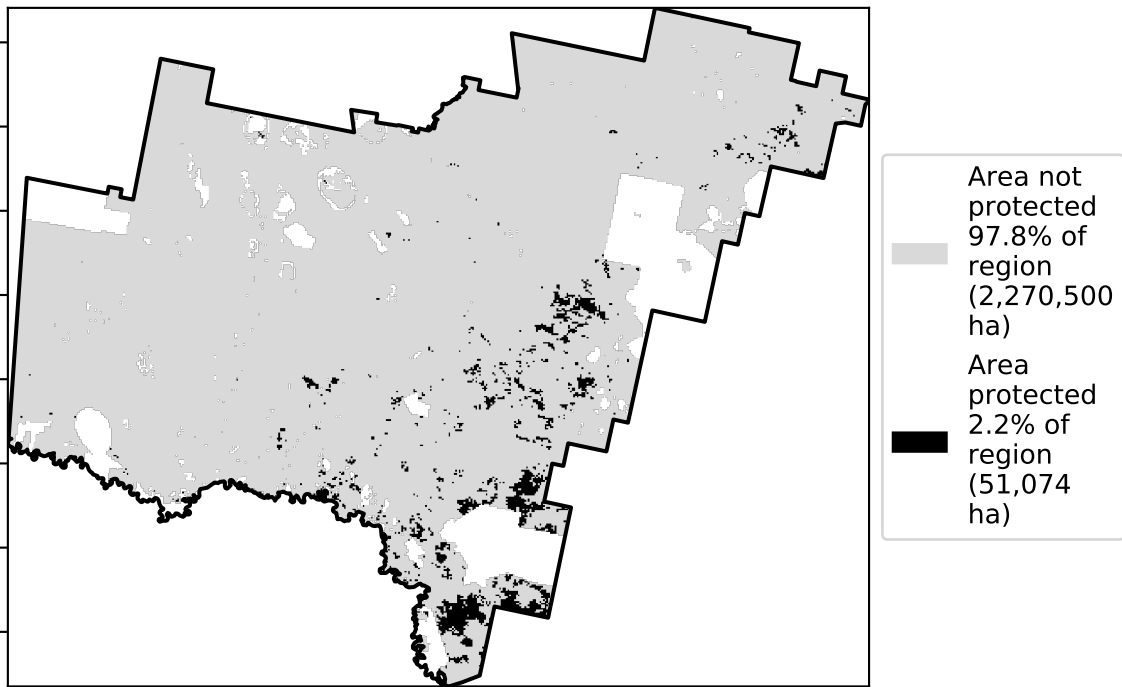 Area not
protected
97.8% of
region
(2,270,500
ha)
Area
protected
2.2% of
region
(51,074
ha)